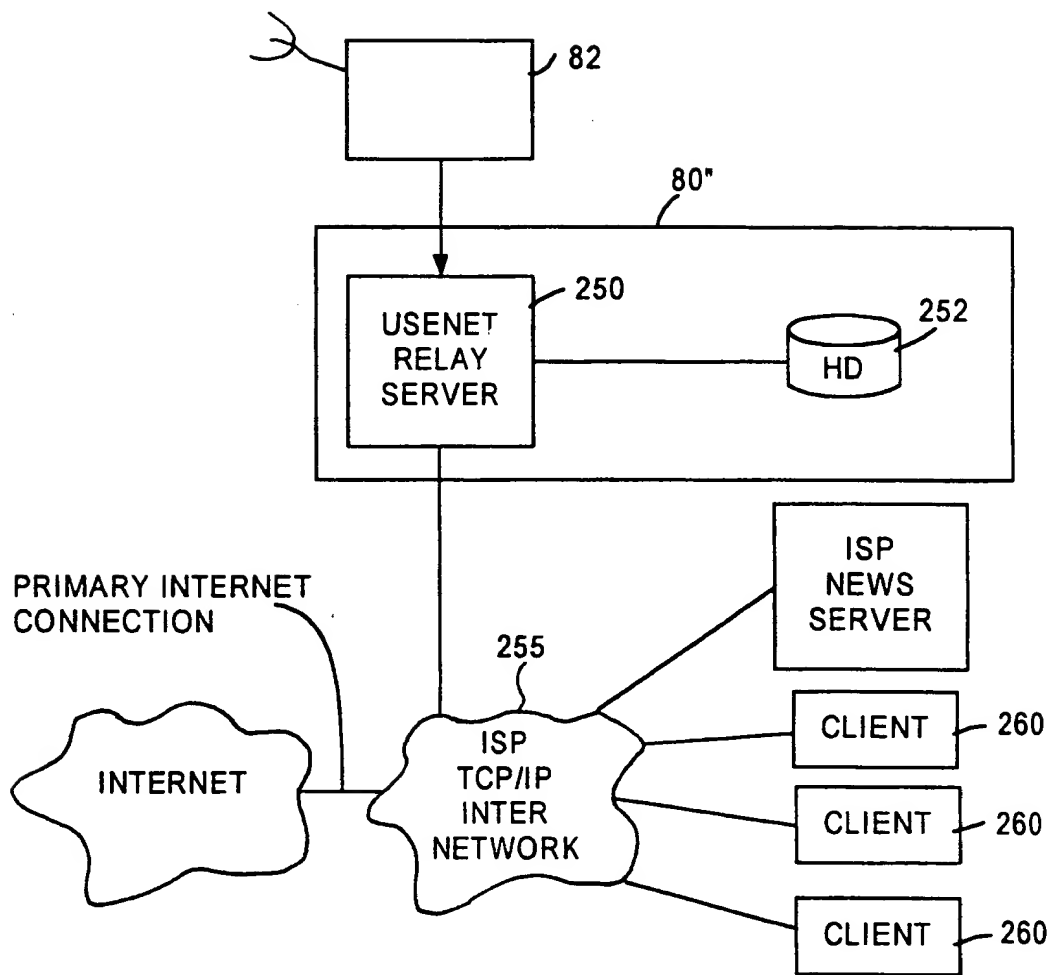 82
80"
250
USENET
RELAY
SERVER
252
HD
ISP
NEWS
SERVER
PRIMARY INTERNET
CONNECTION
255
INTERNET
ISP
TCP/IP
INTER
NETWORK
CLIENT
260
CLIENT
260
CLIENT
260